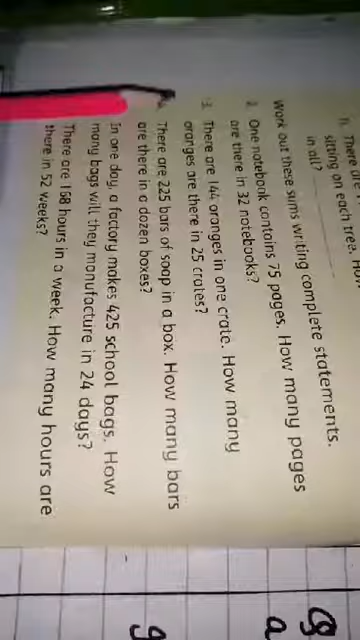 h. There are
sitting on each tree. How
in all?
Work out these sums writing complete statements.
2. One notebook contains 75 pages. How many pages
are there in 32 notebooks?
3. There are 144 oranges in one crate. How many
oranges are there in 25 crates?
There are 225 bars of soap in a box. How many bars
are there in a dozen boxes?
In one day, a factory makes 425 school bags. How
many bags will they manufacture in 24 days?
There are 168 hours in a week. How many hours are
there in 52 weeks?